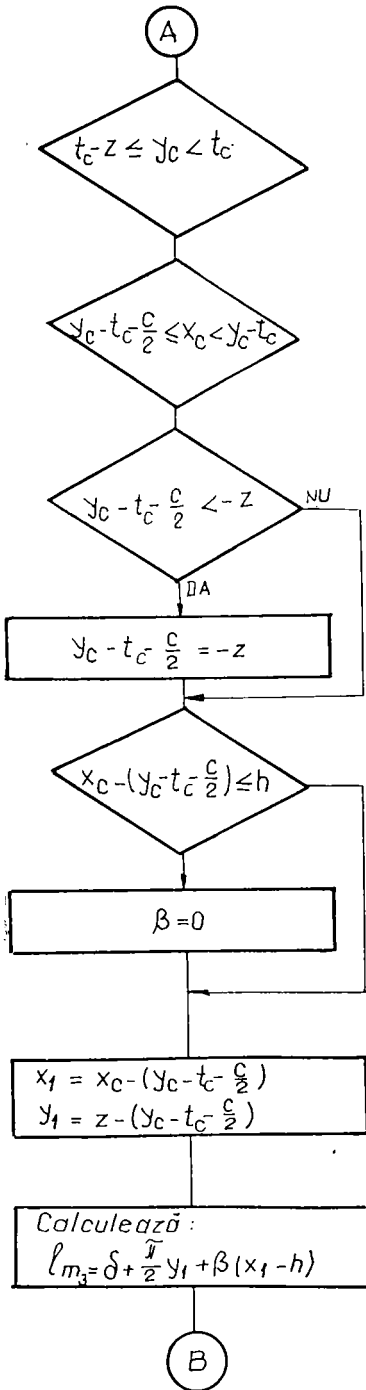 A
t_c - z ≤ y_c < t_c
y_c - t_c - c/2 ≤ x_c < y_c - t_c
y_c - t_c - c/2 < - z
NU
DA
y_c - t_c - c/2 = -z
x_c - (y_c - t_c - c/2) ≤ h
β = 0
x_1 = x_c - (y_c - t_c - c/2)
y_1 = z - (y_c - t_c - c/2)
Calculează :
l_m3 = δ + π/2 y_1 + β (x_1 - h)
B